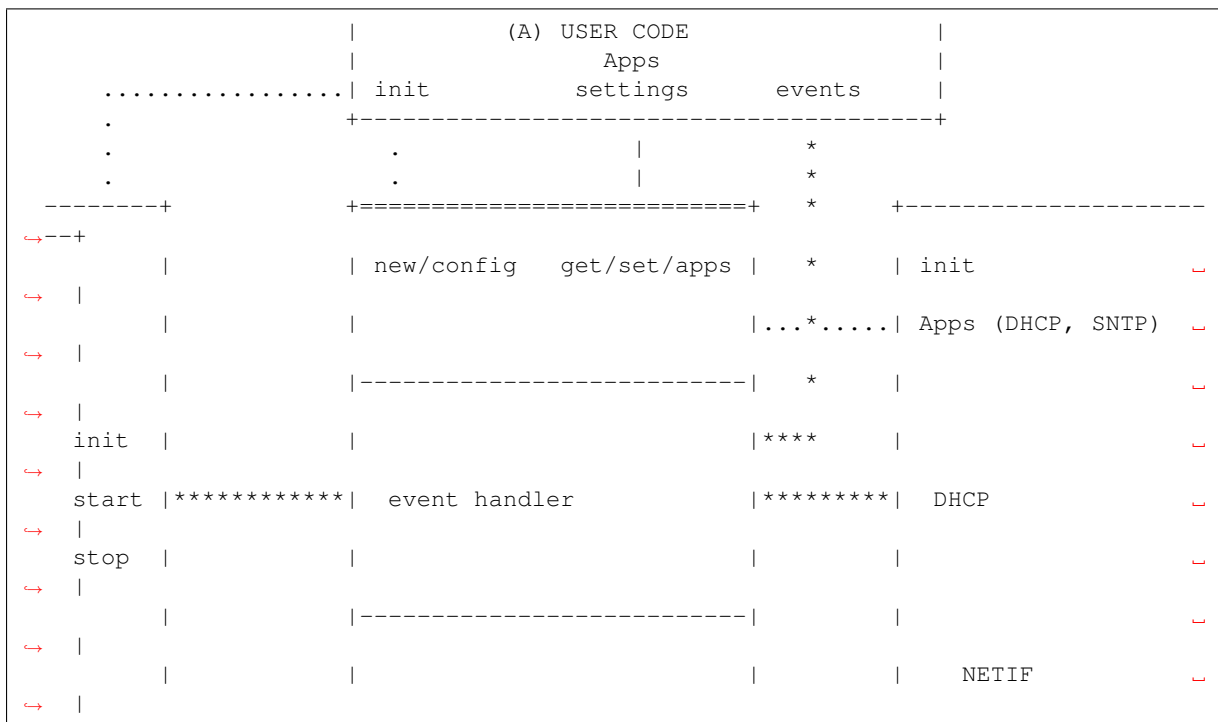 |          (A) USER CODE                 |
                      |                 Apps                   |
     .................| init          settings      events     |
     .                +----------------------------------------+
     .                   .                |           *
     .                   .                |           *
 --------+            +===========================+   *     +---------------------
↪--+
         |            | new/config   get/set/apps |   *     | init               ␣
↪  |
         |            |                           |...*.....| Apps (DHCP, SNTP)  ␣
↪  |
         |            |---------------------------|   *     |                    ␣
↪  |
   init  |            |                           |****     |                    ␣
↪  |
   start |************|  event handler            |*********|  DHCP              ␣
↪  |
   stop  |            |                           |         |                    ␣
↪  |
         |            |---------------------------|         |                    ␣
↪  |
         |            |                           |         |    NETIF           ␣
↪  |